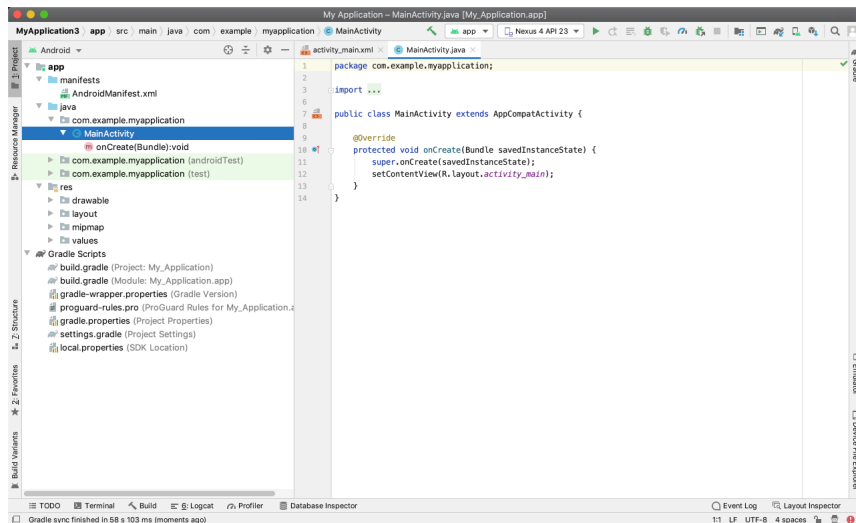 My Application – MainActivity.java [My_Application.app]
MyApplication3 app src main java com example myapplication MainActivity
app Nexus 4 API 23
1: Project
Android
activity_main.xml
MainActivity.java
Gradle
app
manifests
AndroidManifest.xml
java
com.example.myapplication
MainActivity
onCreate(Bundle):void
com.example.myapplication (androidTest)
com.example.myapplication (test)
res
drawable
layout
mipmap
values
Gradle Scripts
build.gradle (Project: My_Application)
build.gradle (Module: My_Application.app)
gradle-wrapper.properties (Gradle Version)
proguard-rules.pro (ProGuard Rules for My_Application.a
gradle.properties (Project Properties)
settings.gradle (Project Settings)
local.properties (SDK Location)
Resource Manager
Z: Structure
2: Favorites
Build Variants
1 package com.example.myapplication;
2
3 import ...
6
7 public class MainActivity extends AppCompatActivity {
8
9 @Override
10 protected void onCreate(Bundle savedInstanceState) {
11 super.onCreate(savedInstanceState);
12 setContentView(R.layout.activity_main);
13 }
14 }
Emulator
Device File Explorer
TODO Terminal Build 6: Logcat Profiler Database Inspector Event Log Layout Inspector
Gradle sync finished in 58 s 103 ms (moments ago) 1:1 LF UTF-8 4 spaces